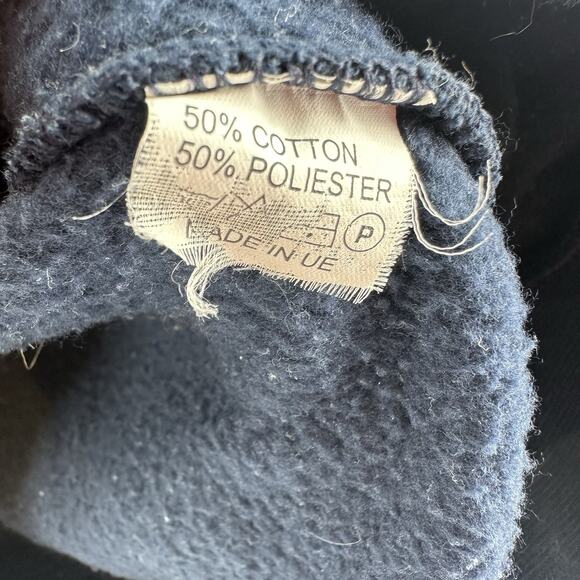 50% COTTON
50% POLIESTER
P
MADE IN UE